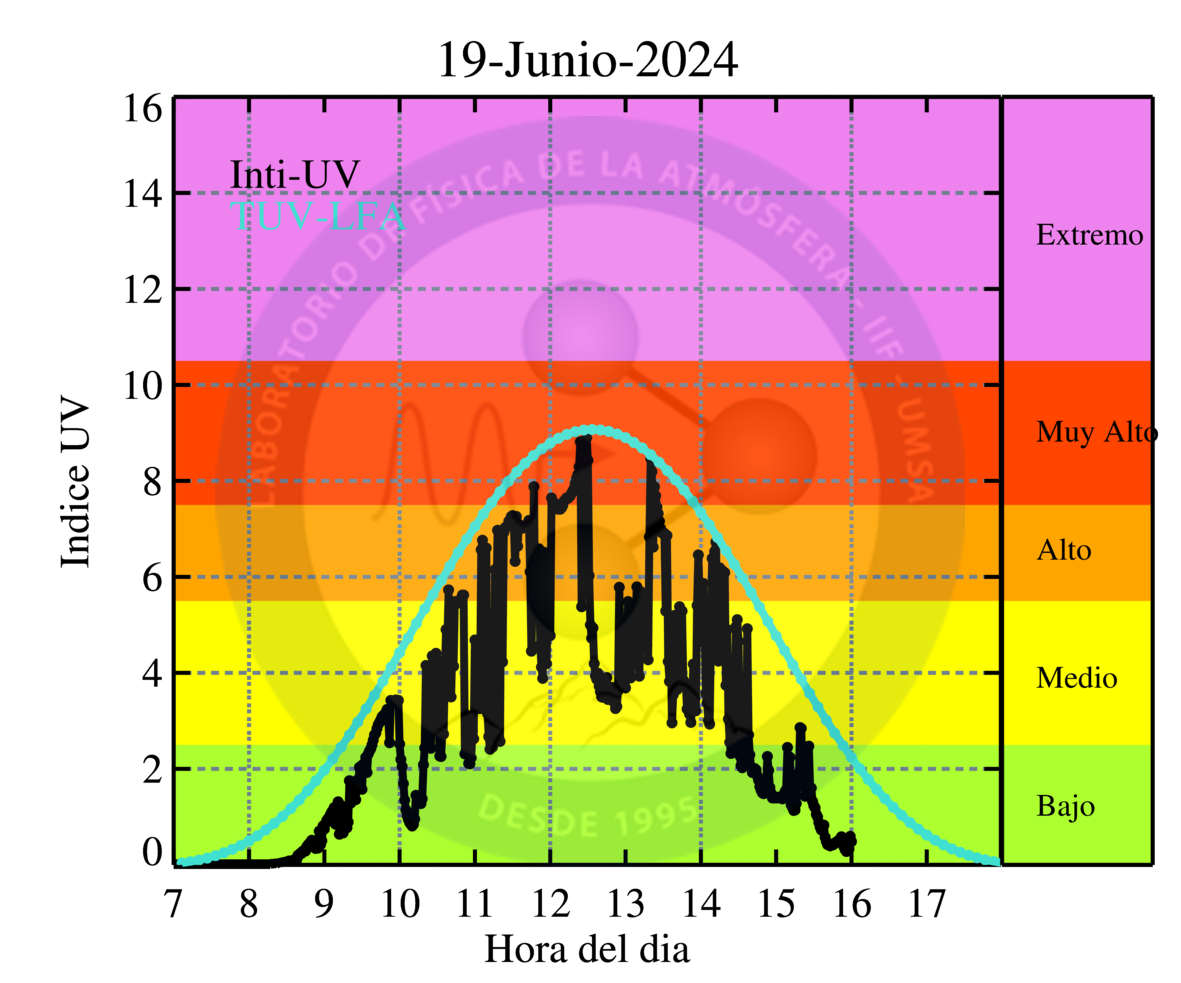 19-Junio-2024
Inti-UV
TUV-LFA
LABORATORIO DE FÍSICA DE LA ATMÓSFERA - IIF - UMSA
DESDE 1995
Indice UV
16
14
12
10
8
6
4
2
0
Extremo
Muy Alto
Alto
Medio
Bajo
7 8 9 10 11 12 13 14 15 16 17
Hora del dia